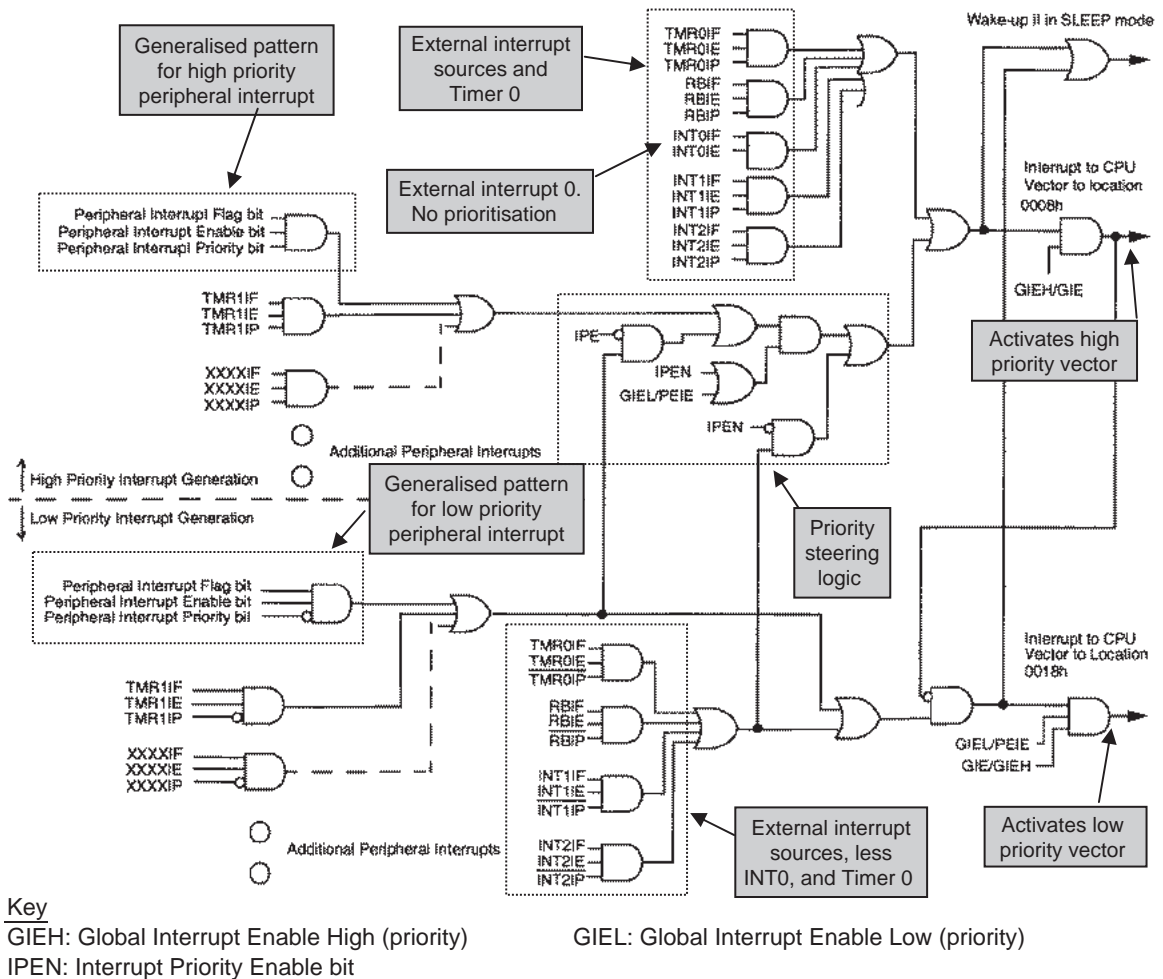 Generalised pattern
for high priority
peripheral interrupt
External interrupt
sources and
Timer 0
External interrupt 0.
No prioritisation
TMR0IF
TMR0IE
TMR0IP
RBIF
RBIE
RBIP
INT0IF
INT0IE
INT1IF
INT1IE
INT1IP
INT2IF
INT2IE
INT2IP
Wake-up if in SLEEP mode
Interrupt to CPU
Vector to location
0008h
GIEH/GIE
Activates high
priority vector
Peripheral Interrupt Flag bit
Peripheral Interrupt Enable bit
Peripheral Interrupt Priority bit
TMR1IF
TMR1IE
TMR1IP
XXXXIF
XXXXIE
XXXXIP
Additional Peripheral Interrupts
IPE
IPEN
GIEL/PEIE
IPEN
Priority
steering
logic
High Priority Interrupt Generation
Low Priority Interrupt Generation
Generalised pattern
for low priority
peripheral interrupt
Peripheral Interrupt Flag bit
Peripheral Interrupt Enable bit
Peripheral Interrupt Priority bit
TMR1IF
TMR1IE
TMR1IP
XXXXIF
XXXXIE
XXXXIP
Additional Peripheral Interrupts
TMR0IF
TMR0IE
TMR0IP
RBIF
RBIE
RBIP
INT1IF
INT1IE
INT1IP
INT2IF
INT2IE
INT2IP
External interrupt
sources, less
INT0, and Timer 0
Interrupt to CPU
Vector to Location
0018h
GIEL/PEIE
GIE/GIEH
Activates low
priority vector
Key
GIEH: Global Interrupt Enable High (priority)
GIEL: Global Interrupt Enable Low (priority)
IPEN: Interrupt Priority Enable bit